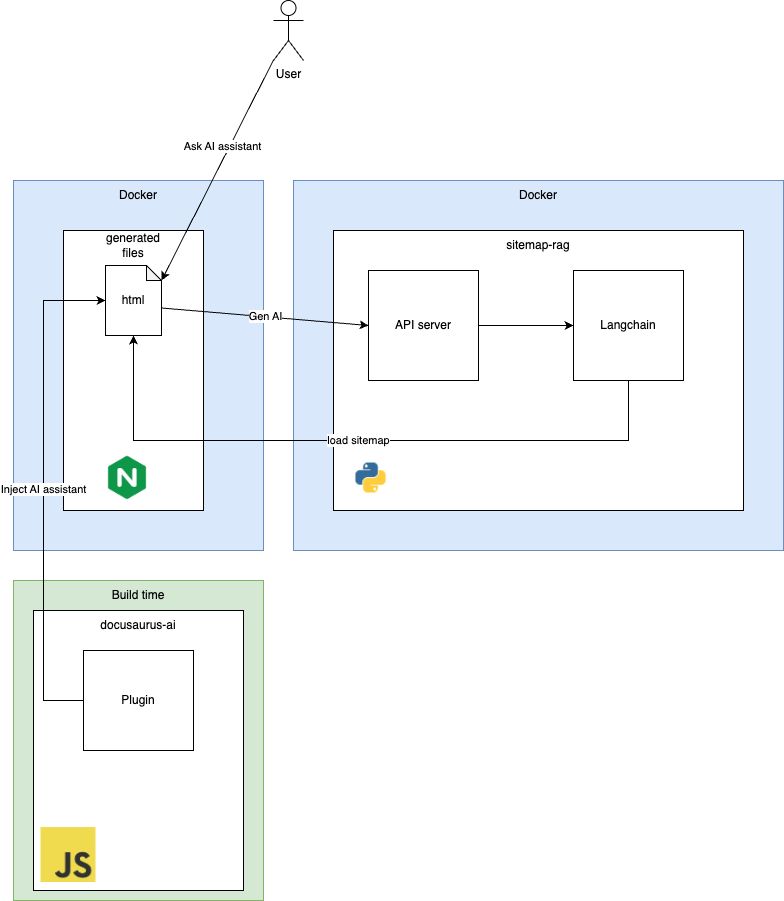 User
Ask AI assistant
Docker
Docker
generated
files
sitemap-rag
html
Gen AI
API server
Langchain
load sitemap
N
Inject AI assistant
Build time
docusaurus-ai
Plugin
JS